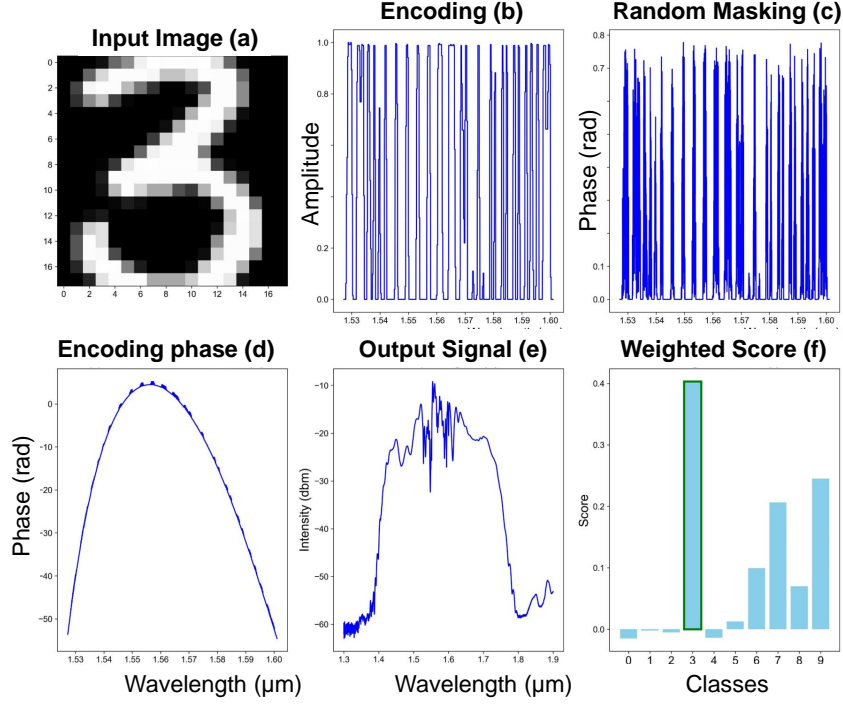 Input Image (a)
0
2
4
6
8
10
12
14
16
0 2 4 6 8 10 12 14 16
Encoding (b)
Amplitude
1.0
0.8
0.2
0.0
1.53 1.54 1.55 1.56 1.57 1.58 1.59 1.60
Random Masking (c)
Phase (rad)
0.8
0.7
0.4
0.1
0.0
1.53 1.54 1.55 1.56 1.57 1.58 1.59 1.60
Encoding phase (d)
Phase (rad)
0
−10
−20
−30
−40
−50
1.53 1.54 1.55 1.56 1.57 1.58 1.59 1.60
Wavelength (μm)
Output Signal (e)
Intensity (dbm)
−10
−20
−30
−40
−50
−60
1.3 1.4 1.5 1.6 1.7 1.8 1.9
Wavelength (μm)
Weighted Score (f)
Score
0.4
0.3
0.2
0.1
0.0
0 1 2 3 4 5 6 7 8 9
Classes